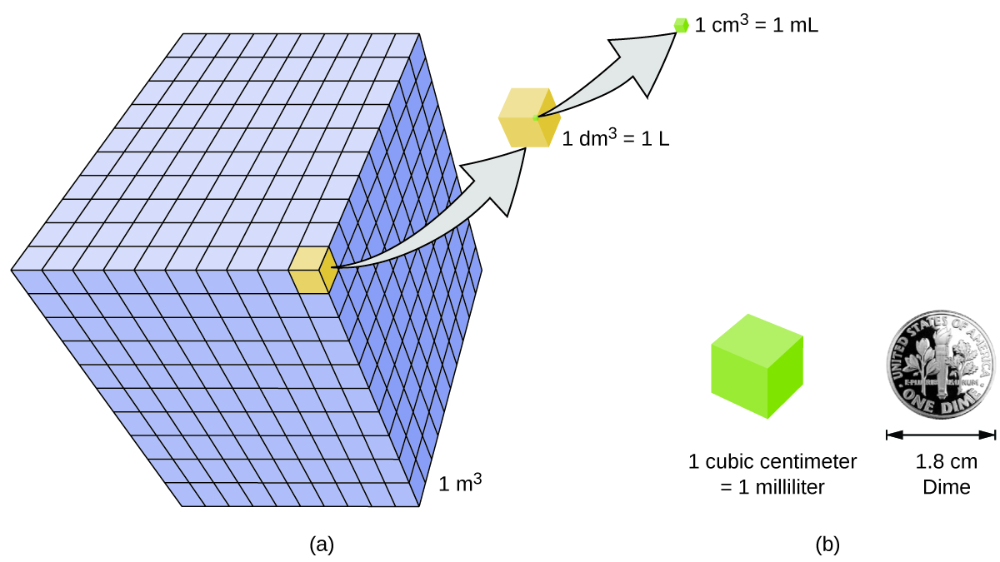 1 cm³ = 1 mL
1 dm³ = 1 L
1 m³
(a)
UNITED STATES OF AMERICA
ONE DIME
1 cubic centimeter
= 1 milliliter
1.8 cm
Dime
(b)